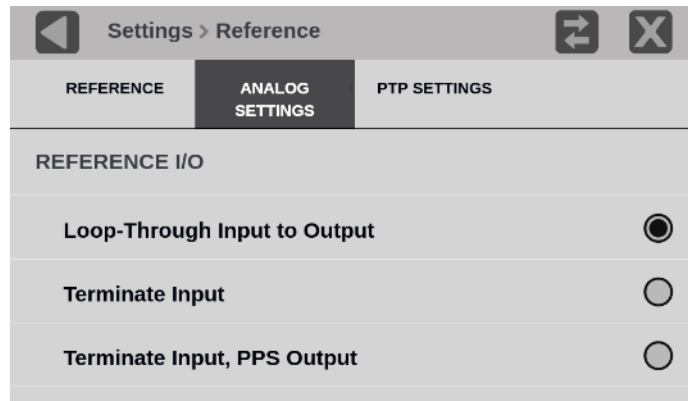 Settings > Reference
REFERENCE
ANALOG
SETTINGS
PTP SETTINGS
REFERENCE I/O
Loop-Through Input to Output
Terminate Input
Terminate Input, PPS Output